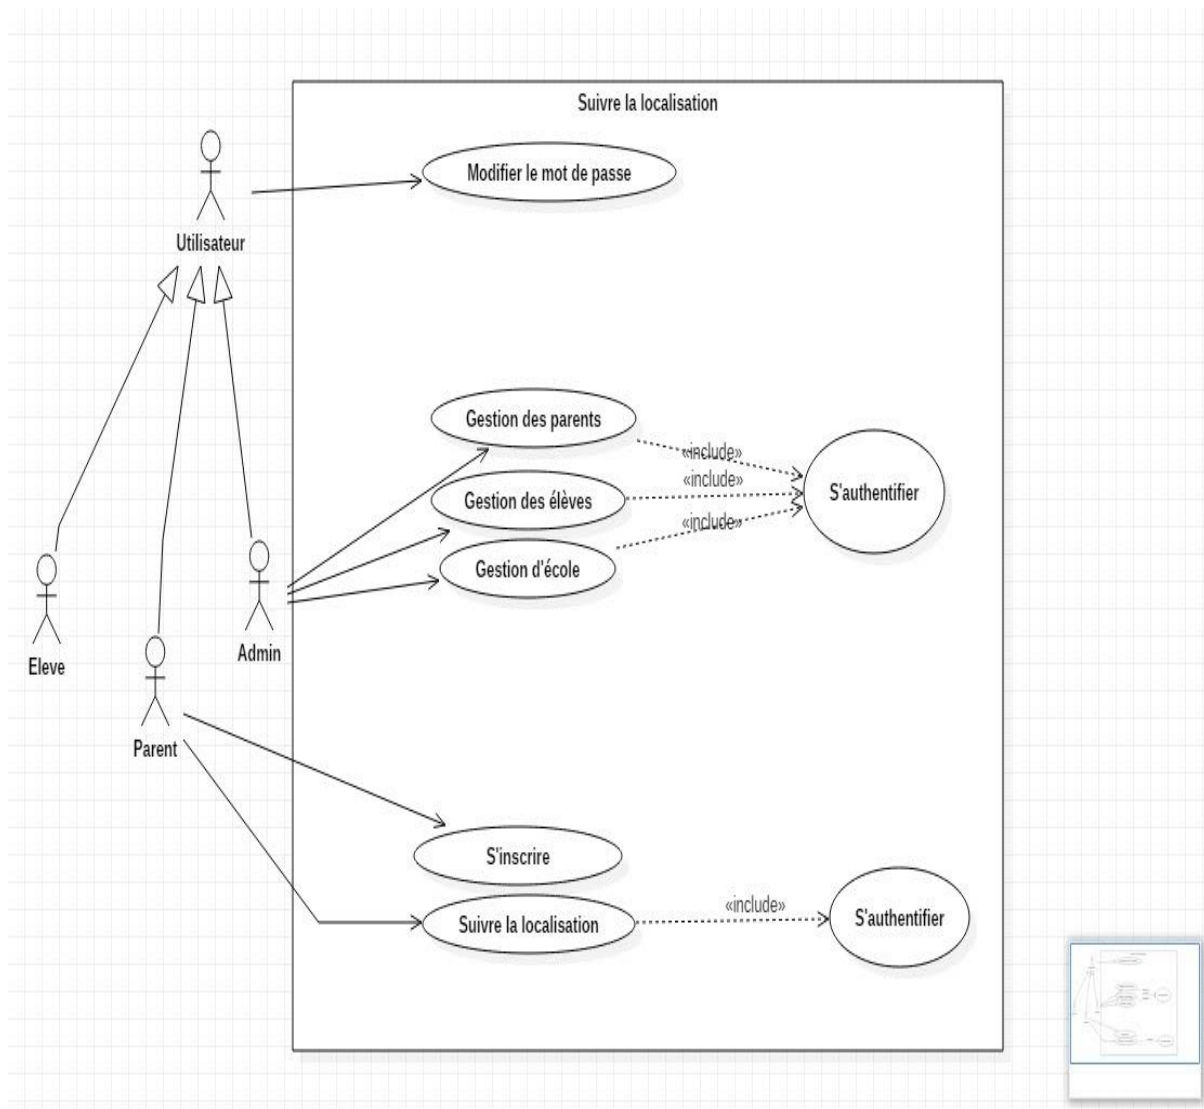 Suivre la localisation
Modifier le mot de passe
Utilisateur
Gestion des parents
«include»
«include»
S'authentifier
Gestion des élèves
«include»
Gestion d'école
Admin
Eleve
Parent
S'inscrire
«include»
Suivre la localisation
S'authentifier